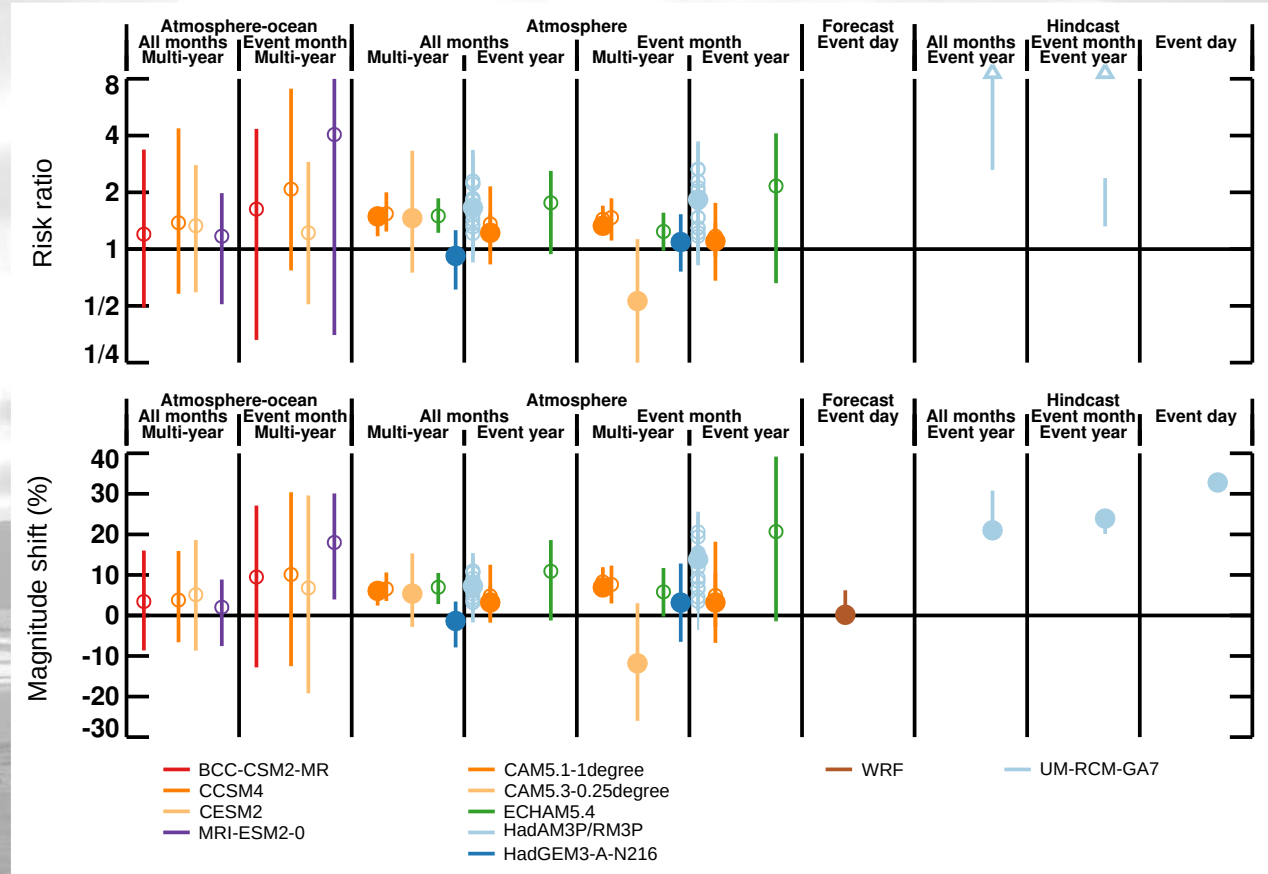 Atmosphere-ocean Atmosphere Forecast Hindcast
All months Event month All months Event month Event day All months Event month Event day
Multi-year Multi-year Multi-year Event year Multi-year Event year Event year Event year
8
4
2
1
1/2
1/4
Risk ratio
Atmosphere-ocean Atmosphere Forecast Hindcast
All months Event month All months Event month Event day All months Event month Event day
Multi-year Multi-year Multi-year Event year Multi-year Event year Event year Event year
40
30
20
10
0
-10
-20
-30
Magnitude shift (%)
BCC-CSM2-MR CAM5.1-1degree WRF UM-RCM-GA7
CCSM4 CAM5.3-0.25degree
CESM2 ECHAM5.4
MRI-ESM2-0 HadAM3P/RM3P
HadGEM3-A-N216